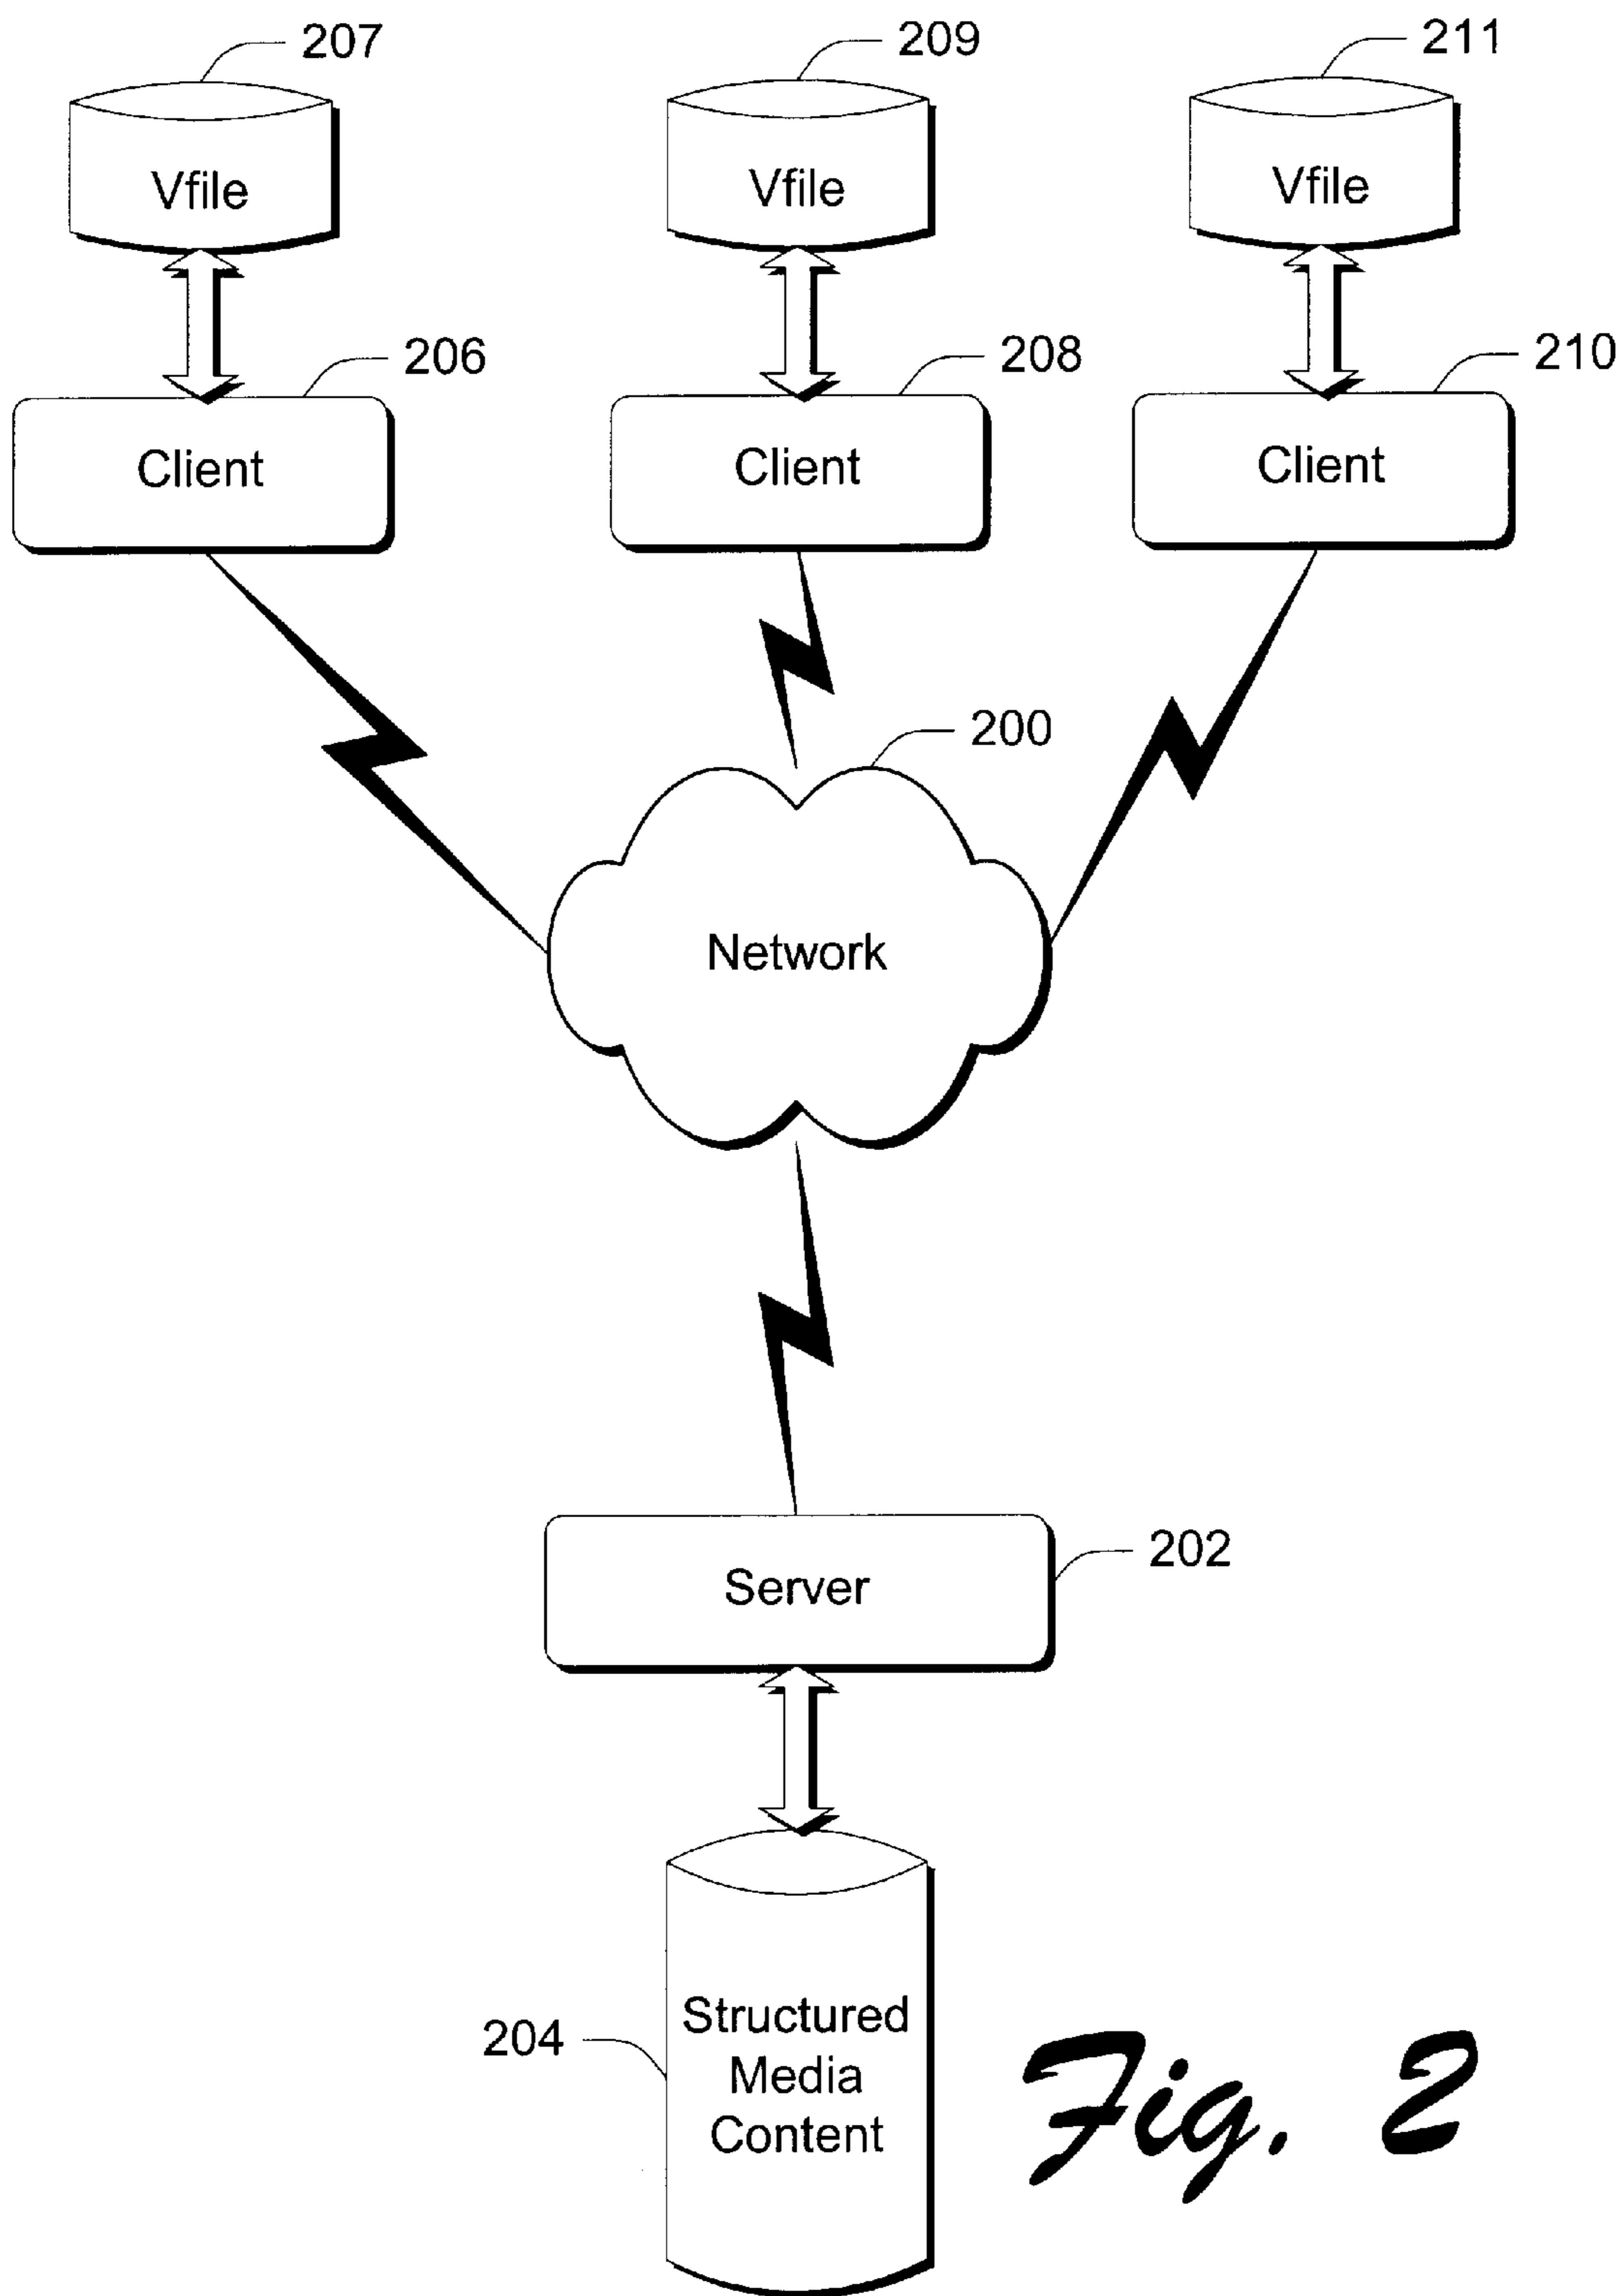 207
209
211
Vfile
Vfile
Vfile
206
208
210
Client
Client
Client
200
Network
202
Server
204
Structured
Media
Content
Fig. 2